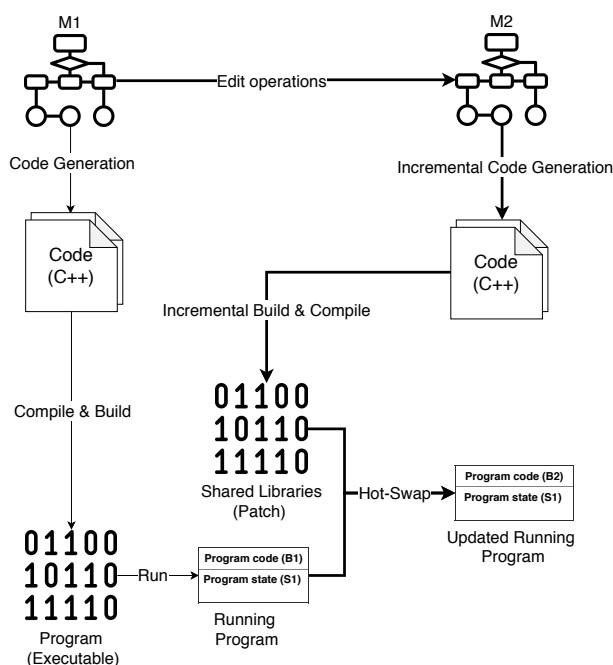 M1
M2
Edit operations
Code Generation
Incremental Code Generation
Code
(C++)
Code
(C++)
Incremental Build & Compile
01100
10110
11110
Compile & Build
Shared Libraries
(Patch)
Hot-Swap
Program code (B2)
Program state (S1)
Updated Running
Program
01100
10110
11110
Run
Program code (B1)
Program state (S1)
Running
Program
Program
(Executable)